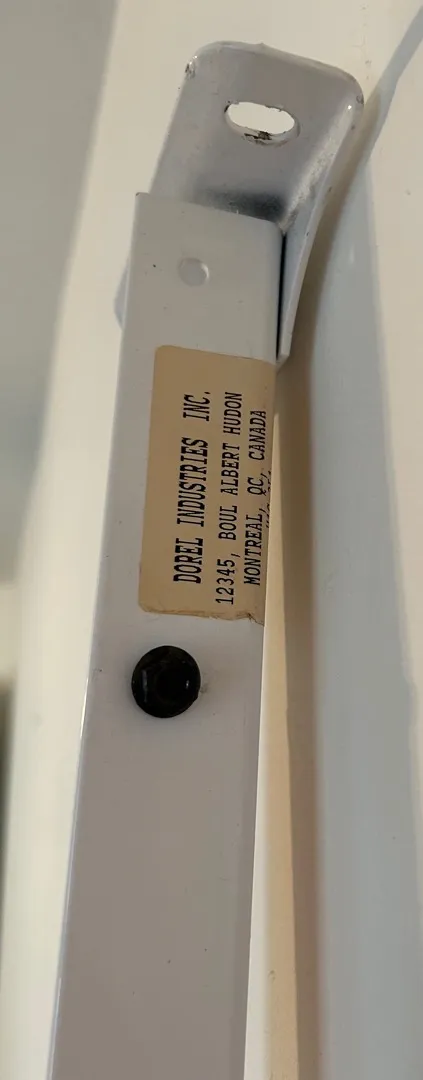 DOREL INDUSTRIES INC.
12345, BOUL ALBERT HUDON
MONTREAL, QC, CANADA